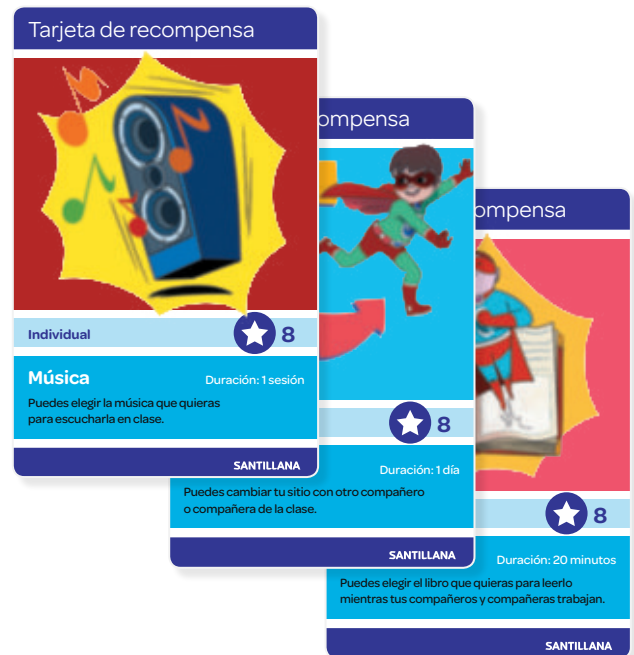 Tarjeta de recompensa
Individual
8
Música
Duración: 1 sesión
Puedes elegir la música que quieras
para escucharla en clase.
SANTILLANA
ompensa
8
Duración: 1 día
Puedes cambiar tu sitio con otro compañero
o compañera de la clase.
SANTILLANA
ompensa
8
Duración: 20 minutos
Puedes elegir el libro que quieras para leerlo
mientras tus compañeros y compañeras trabajan.
SANTILLANA